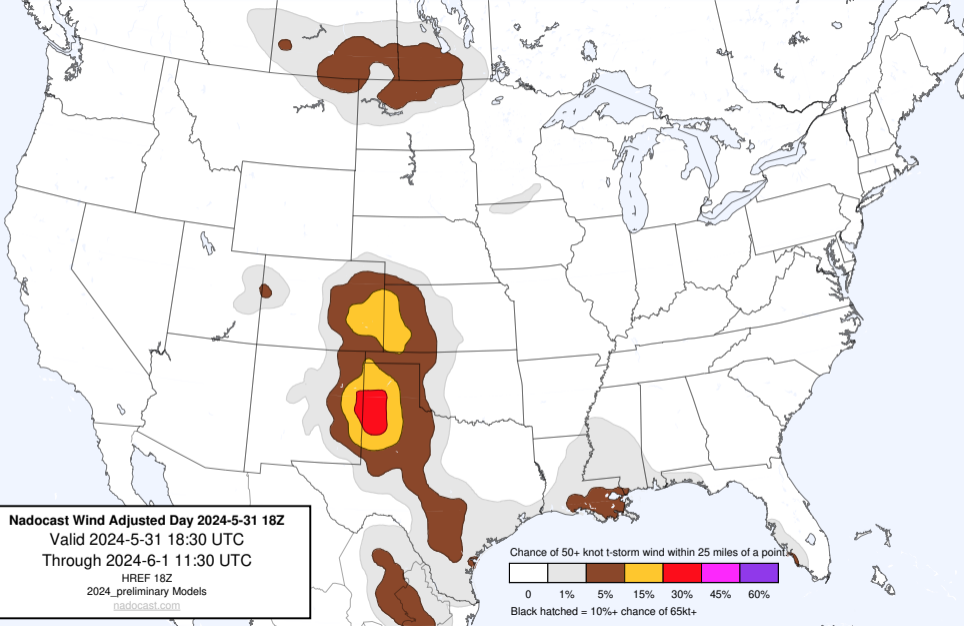 Nadocast Wind Adjusted Day 2024-5-31 18Z
Valid 2024-5-31 18:30 UTC
Through 2024-6-1 11:30 UTC
HREF 18Z
2024_preliminary Models
nadocast.com
Chance of 50+ knot t-storm wind within 25 miles of a point.
0 1% 5% 15% 30% 45% 60%
Black hatched = 10%+ chance of 65kt+